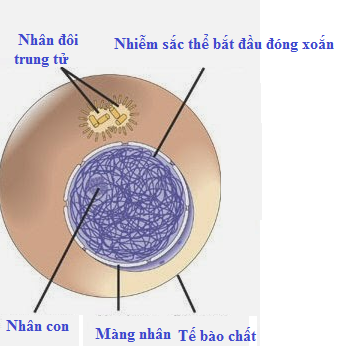 Nhân đôi
trung tử
Nhiễm sắc thể bắt đầu đóng xoắn
Nhân con
Màng nhân
Tế bào chất